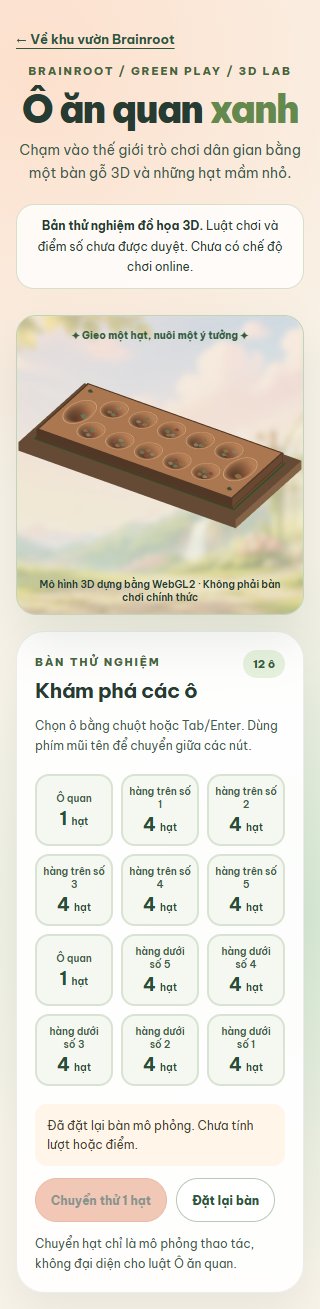 ← Về khu vườn Brainroot
BRAINROOT / GREEN PLAY / 3D LAB
Ô ăn quan xanh
Chạm vào thế giới trò chơi dân gian bằng
một bàn gỗ 3D và những hạt mầm nhỏ.
Bản thử nghiệm đồ họa 3D. Luật chơi và
điểm số chưa được duyệt. Chưa có chế độ
chơi online.
✦ Gieo một hạt, nuôi một ý tưởng ✦
Mô hình 3D dựng bằng WebGL2 · Không phải bàn
chơi chính thức
BÀN THỬ NGHIỆM
12 ô
Khám phá các ô
Chọn ô bằng chuột hoặc Tab/Enter. Dùng
phím mũi tên để chuyển giữa các nút.
Ô quan
1 hạt
hàng trên số
1
4 hạt
hàng trên số
2
4 hạt
hàng trên số
3
4 hạt
hàng trên số
4
4 hạt
hàng trên số
5
4 hạt
Ô quan
1 hạt
hàng dưới
số 5
4 hạt
hàng dưới
số 4
4 hạt
hàng dưới
số 3
4 hạt
hàng dưới
số 2
4 hạt
hàng dưới
số 1
4 hạt
Đã đặt lại bàn mô phỏng. Chưa tính
lượt hoặc điểm.
Chuyển thử 1 hạt
Đặt lại bàn
Chuyển hạt chỉ là mô phỏng thao tác,
không đại diện cho luật Ô ăn quan.